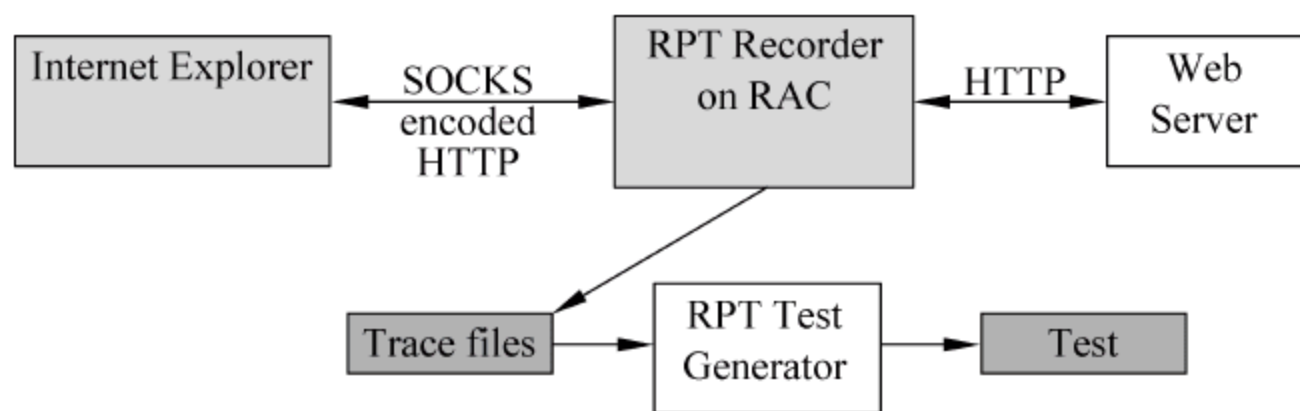 Internet Explorer
SOCKS
encoded
HTTP
RPT Recorder
on RAC
HTTP
Web
Server
Trace files
RPT Test
Generator
Test